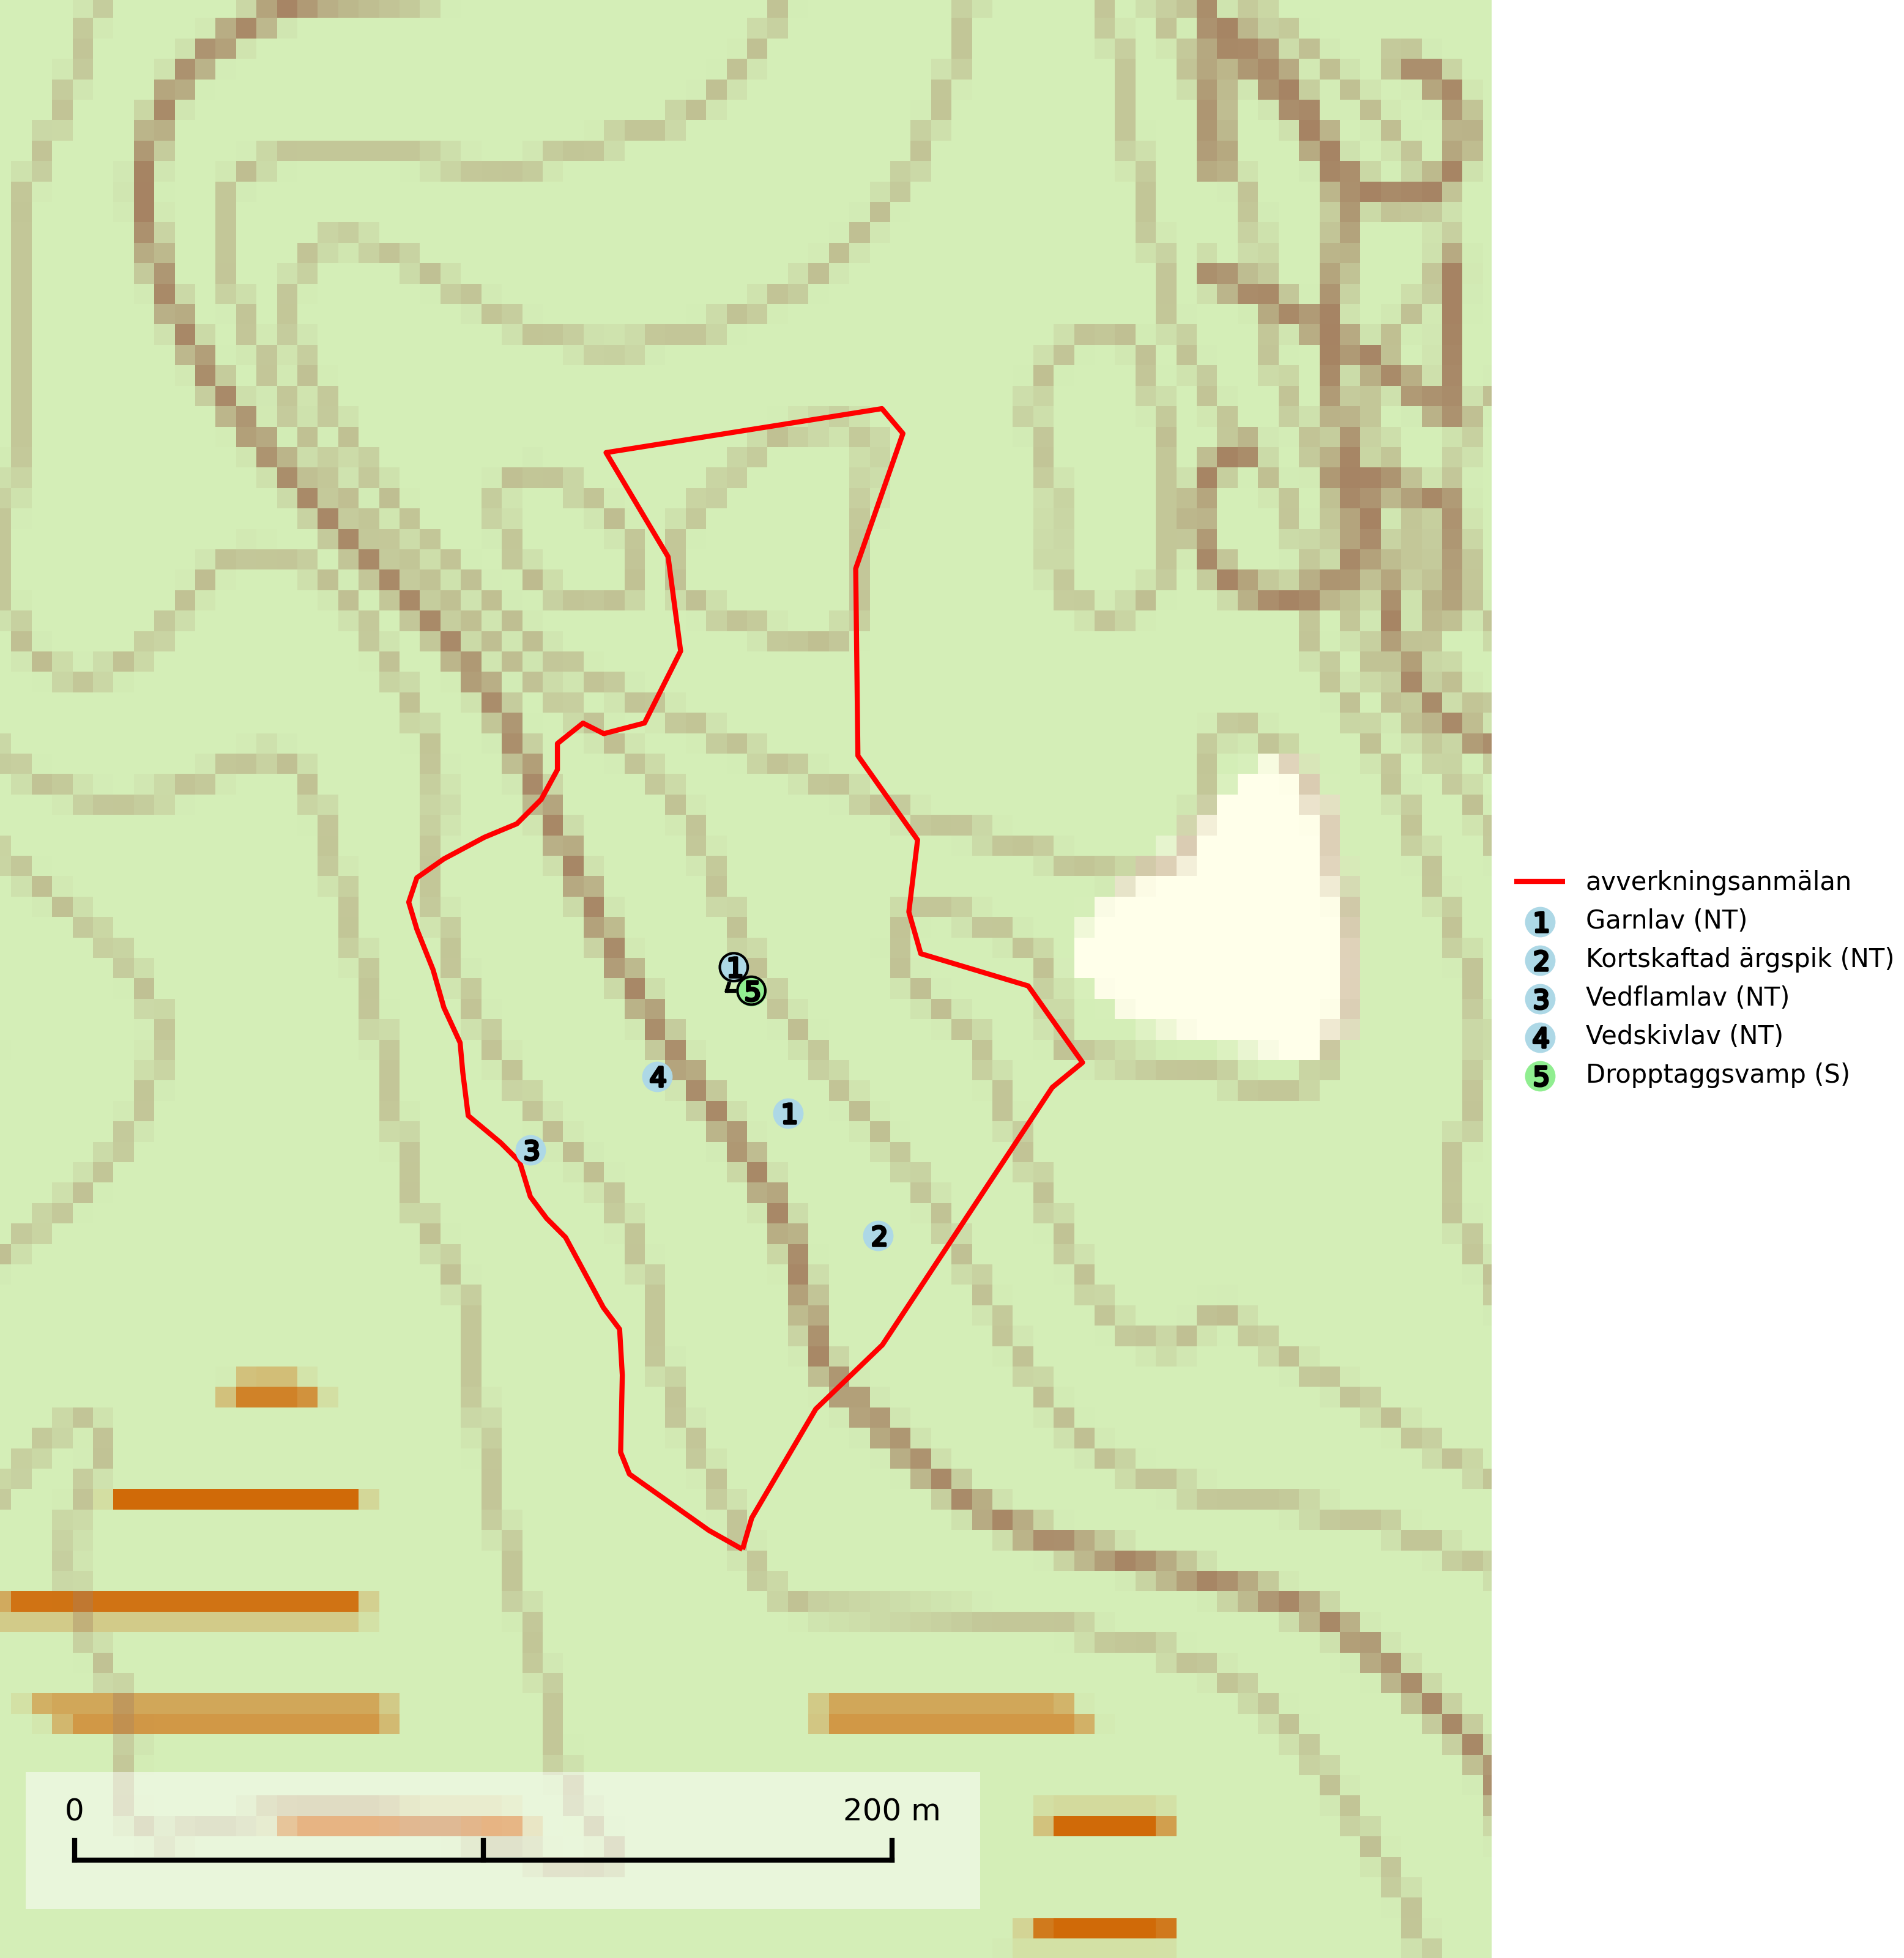 1
5
4
1
3
2
avverkningsanmälan
1 Garnlav (NT)
2 Kortskaftad ärgspik (NT)
3 Vedflamlav (NT)
4 Vedskivlav (NT)
5 Dropptaggsvamp (S)
0 200 m